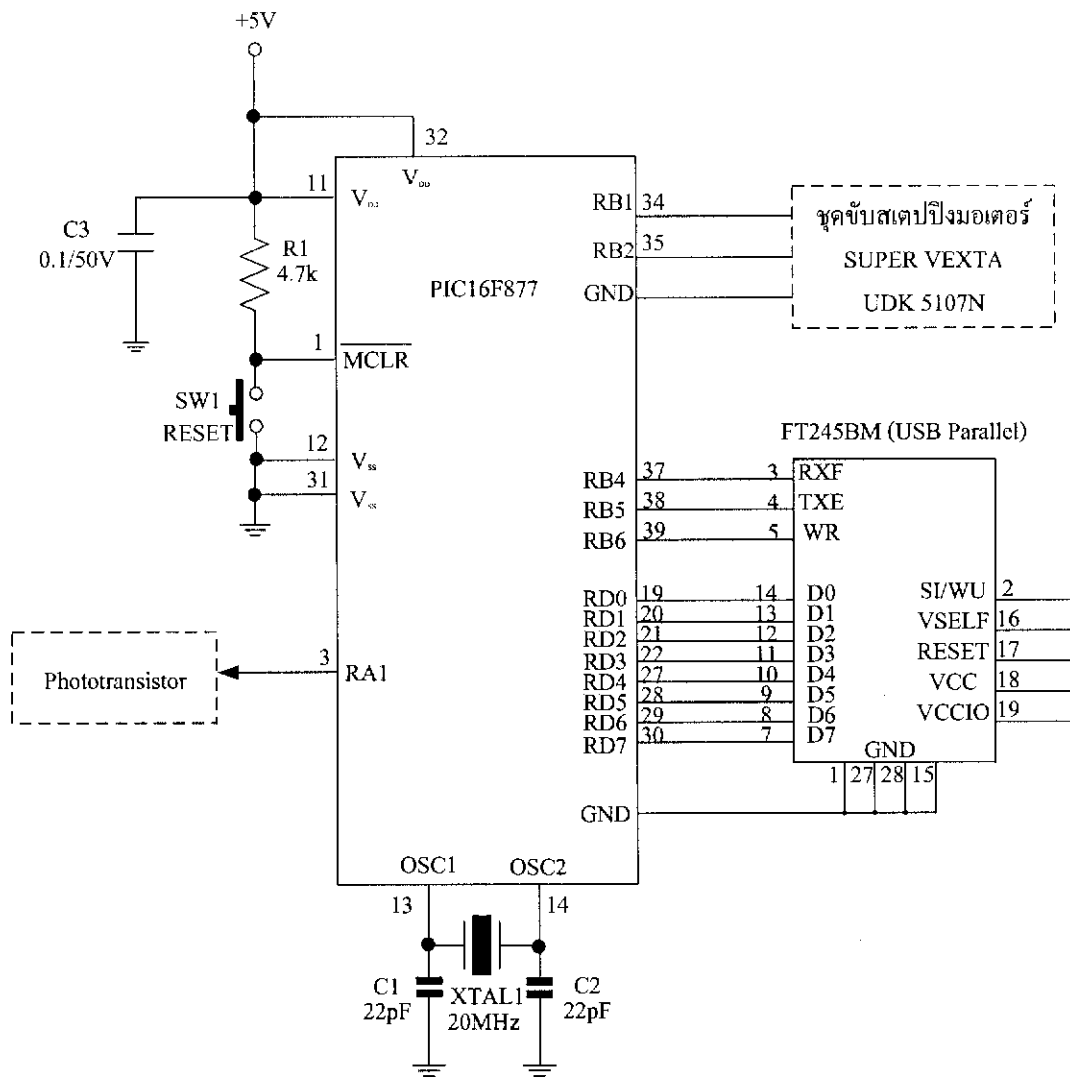 +5V
32
V_DD
11
V_DD
C3
0.1/50V
R1
4.7k
PIC16F877
1
MCLR
SW1
RESET
12
V_ss
31
V_ss
RB1 34
RB2 35
GND
ชุดขับสเตปปิงมอเตอร์
SUPER VEXTA
UDK 5107N
FT245BM (USB Parallel)
RB4 37 3 RXF
RB5 38 4 TXE
RB6 39 5 WR
RD0 19 14 D0
RD1 20 13 D1
RD2 21 12 D2
RD3 22 11 D3
RD4 27 10 D4
RD5 28 9 D5
RD6 29 8 D6
RD7 30 7 D7
SI/WU 2
VSELF 16
RESET 17
VCC 18
VCCIO 19
GND
1 27 28 15
GND
Phototransistor
3
RA1
OSC1
OSC2
13
14
C1
22pF
XTAL1
20MHz
C2
22pF